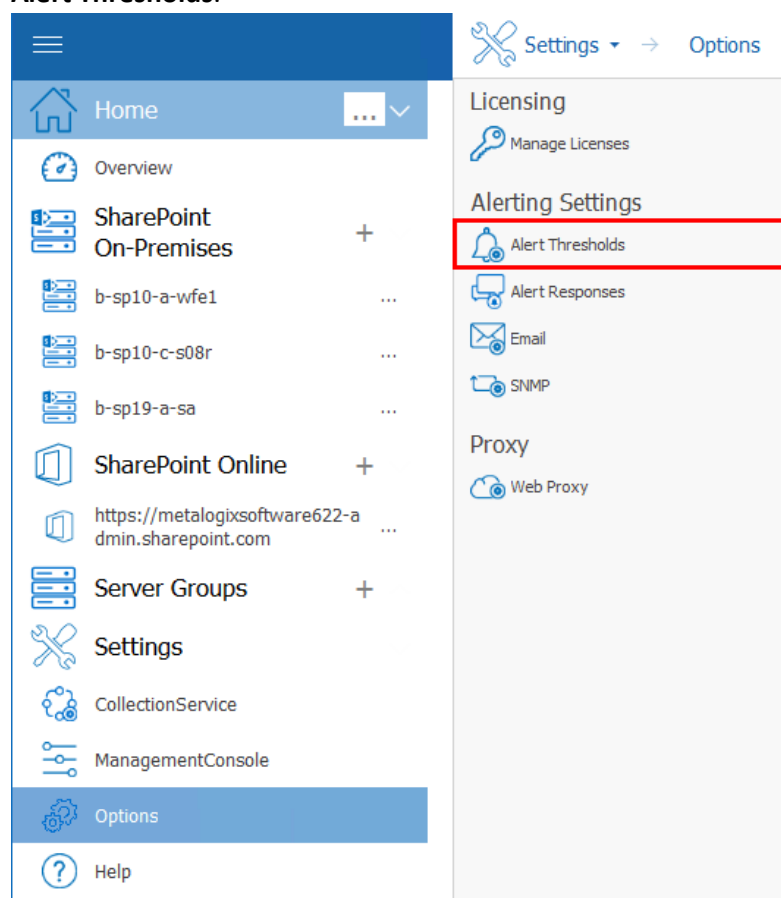 Alert Thresholds.
Settings
Options
Home
...
Overview
SharePoint
On-Premises
+
b-sp10-a-wfe1
...
b-sp10-c-s08r
...
b-sp19-a-sa
...
SharePoint Online
+
https://metalogixsoftware622-a
dmin.sharepoint.com
...
Server Groups
+
Settings
CollectionService
ManagementConsole
Options
Help
Licensing
Manage Licenses
Alerting Settings
Alert Thresholds
Alert Responses
Email
SNMP
Proxy
Web Proxy